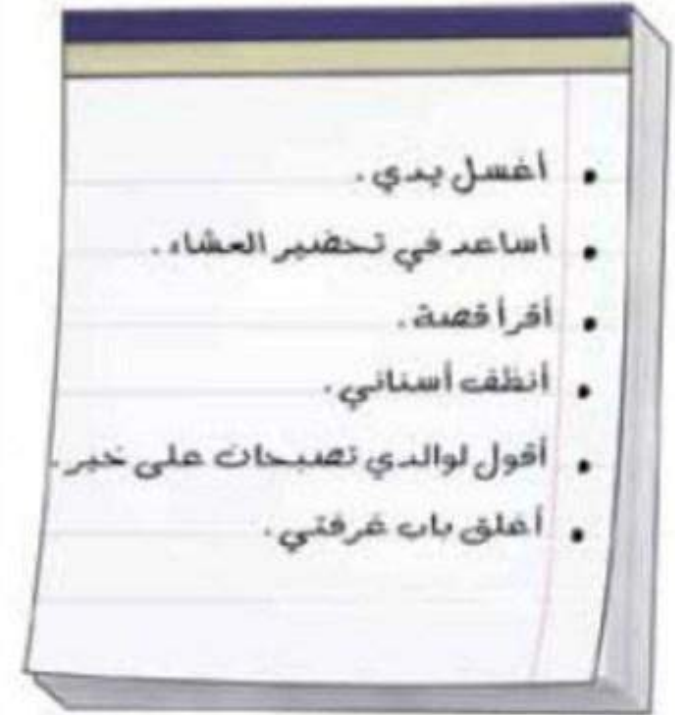 • أغسل يدي.
• أساعد في تحضير العشاء.
• أقرأ قصة.
• أنظف أسناني.
• أقول لوالدي تصبحان على خير.
• أغلق باب غرفتي.